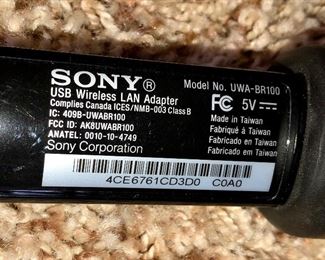 SONY®
USB Wireless LAN Adapter
Complies Canada ICES/NMB-003 Class B
IC: 409B-UWABR100
FCC ID: AK8UWABR100
ANATEL: 0010-10-4749
Sony Corporation
Model No. UWA-BR100
FC 5V
Made in Taiwan
Fabriqué à Taiwan
Fabricado en Taiwan
Fabricado em Taiwan
4CE6761CD3D0 C0A0